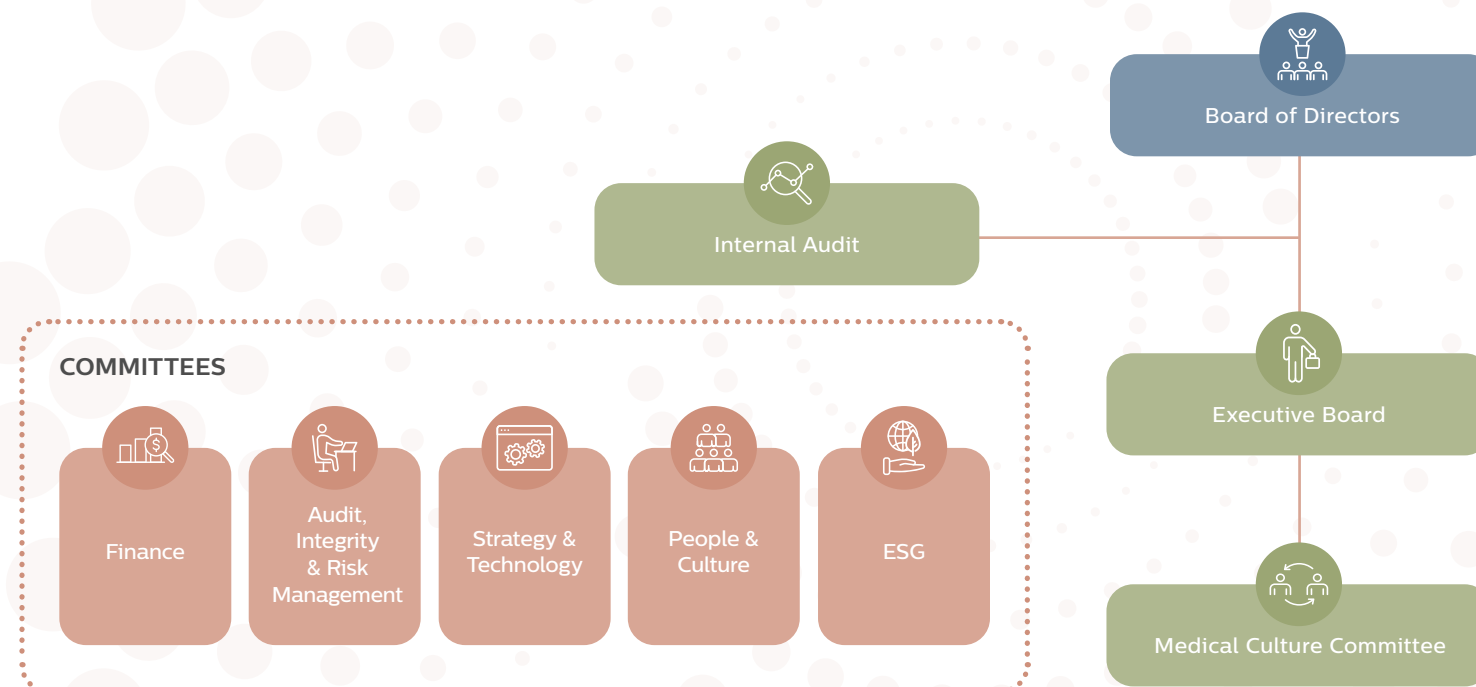 Board of Directors
Internal Audit
COMMITTEES
Finance
Audit,
Integrity
& Risk
Management
Strategy &
Technology
People &
Culture
ESG
Executive Board
Medical Culture Committee